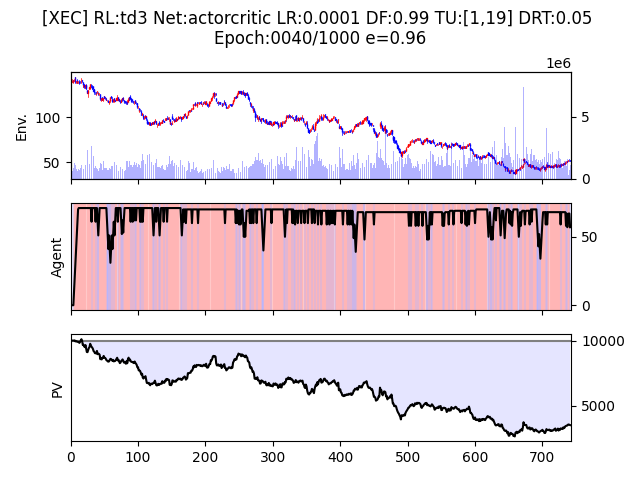 [XEC] RL:td3 Net:actorcritic LR:0.0001 DF:0.99 TU:[1,19] DRT:0.05
Epoch:0040/1000 e=0.96
1e6
Env.
100
50
5
0
Agent
50
0
PV
10000
5000
0 100 200 300 400 500 600 700